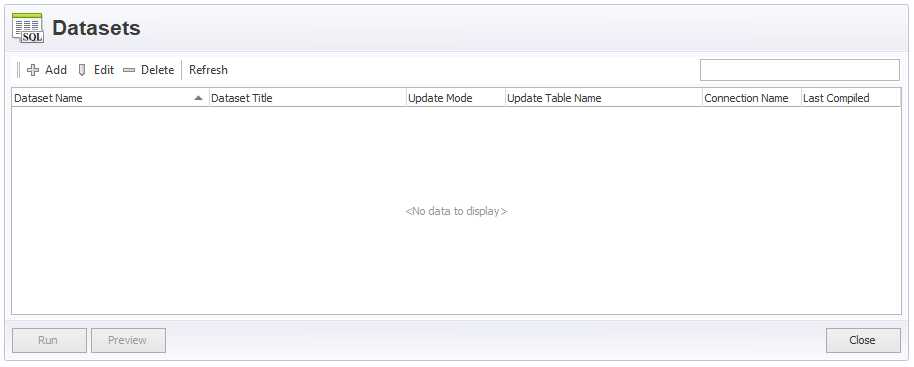 SQL Datasets
Add Edit Delete Refresh
Dataset Name Dataset Title Update Mode Update Table Name Connection Name Last Compiled
<No data to display>
Run Preview Close